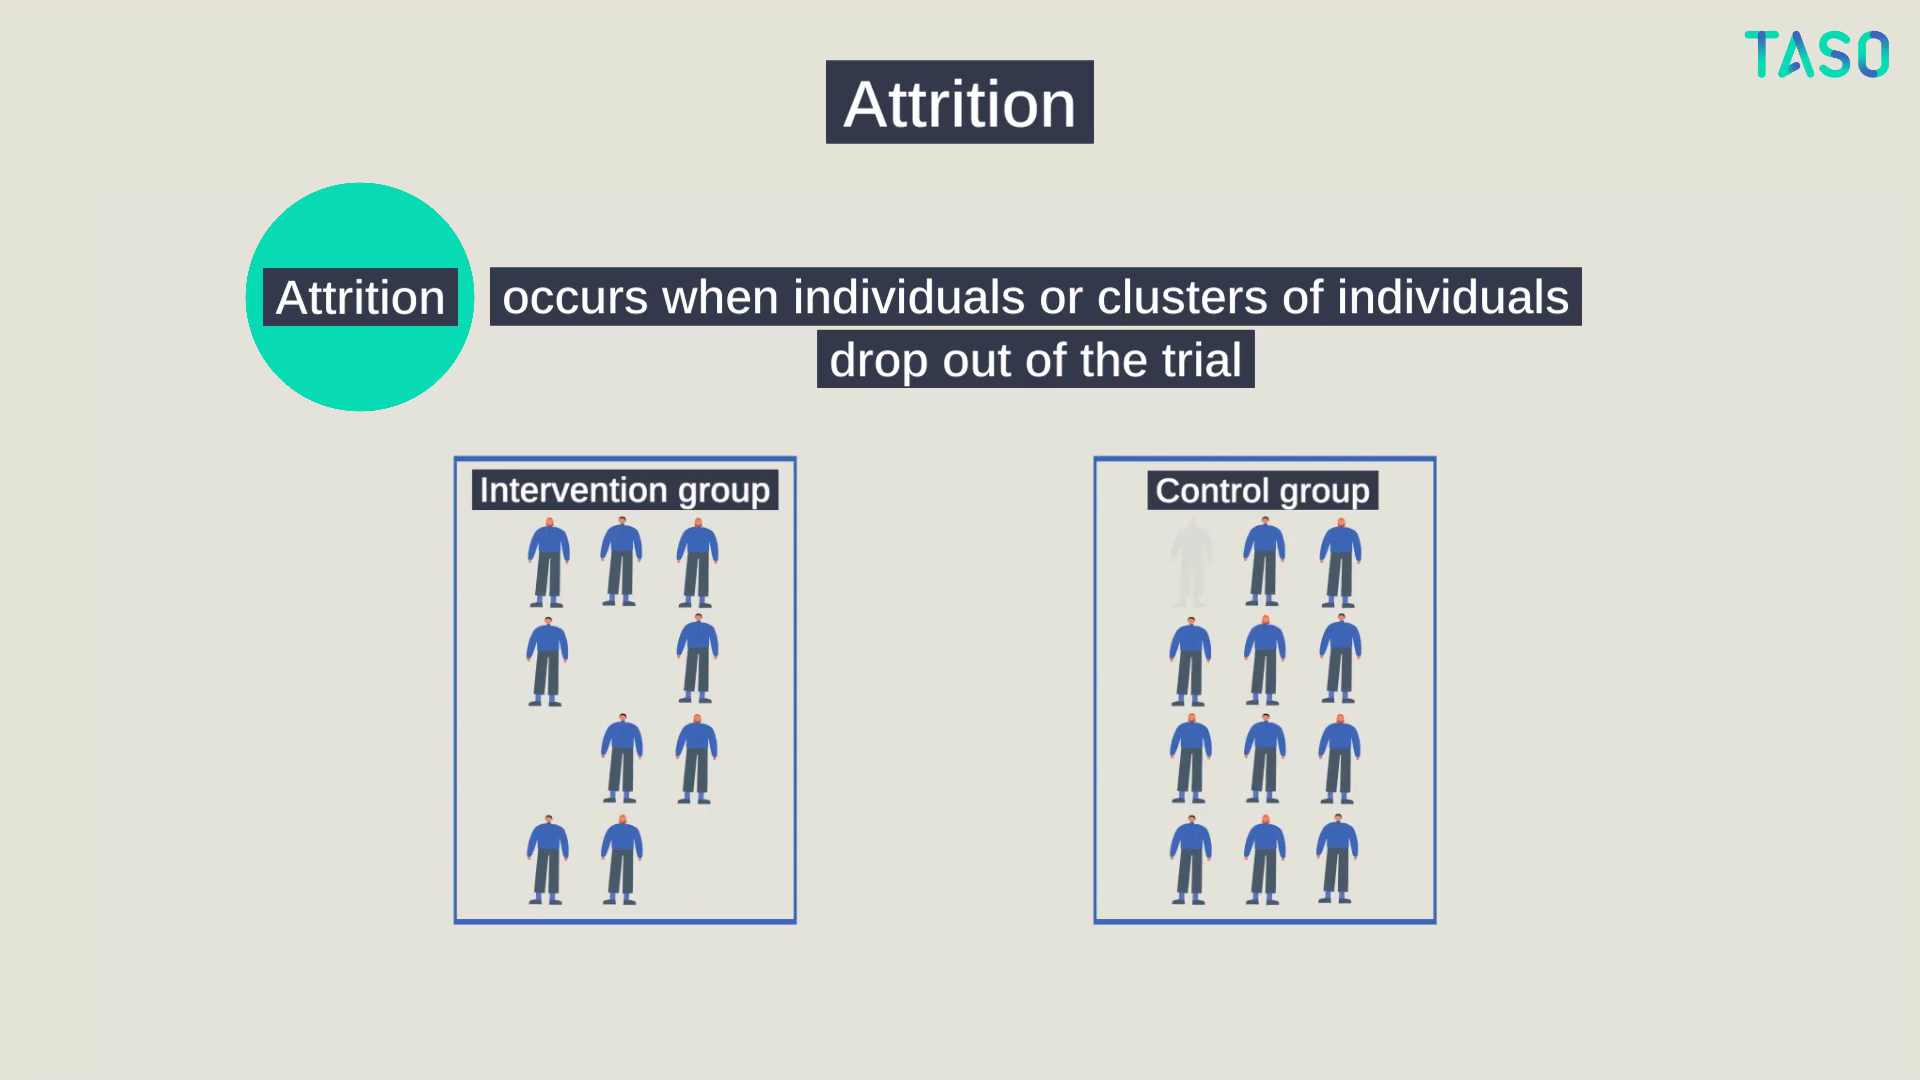 TASO
Attrition
Attrition occurs when individuals or clusters of individuals
drop out of the trial
Intervention group
Control group